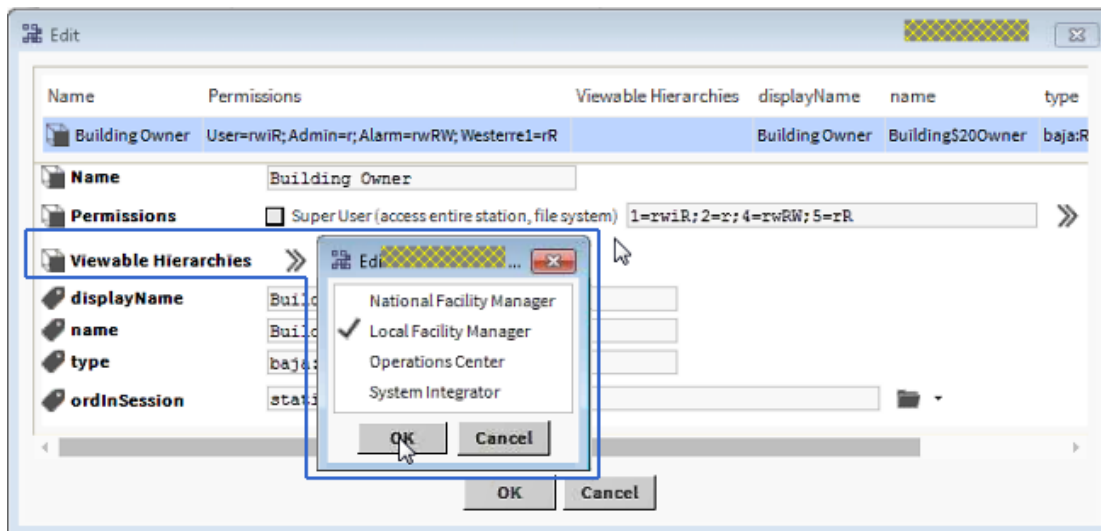 Edit
Name Permissions Viewable Hierarchies displayName name type
Building Owner User=rwiR; Admin=r; Alarm=rwRW; Westerre1=rR Building Owner Building$20Owner baja:R
Name Building Owner
Permissions Super User (access entire station, file system) 1=rwiR;2=r;4=rwRW;5=rR
Viewable Hierarchies
Edi ...
displayName Buil
National Facility Manager
name Buil
Local Facility Manager
type baja:
Operations Center
ordInSession stati
System Integrator
OK Cancel
OK Cancel